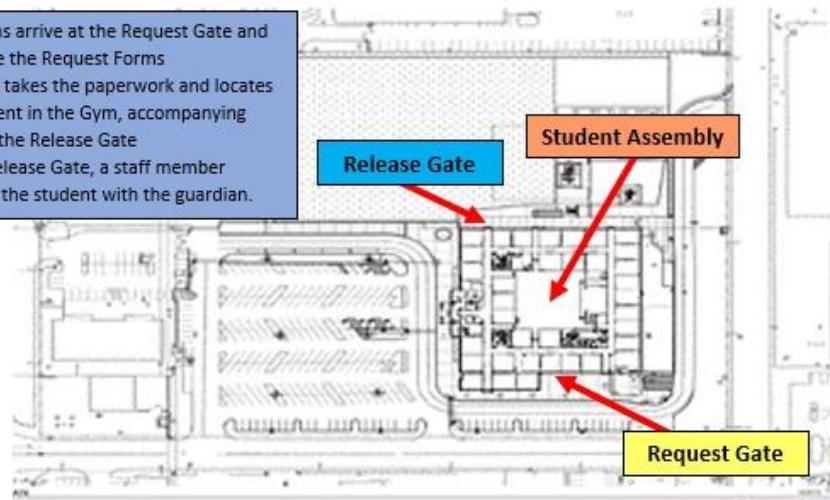 s arrive at the Request Gate and
e the Request Forms
takes the paperwork and locates
ent in the Gym, accompanying
the Release Gate
elease Gate, a staff member
the student with the guardian.
Student Assembly
Release Gate
Request Gate